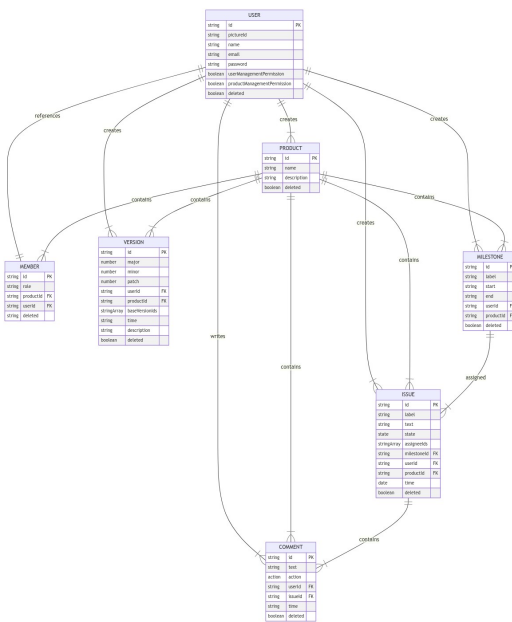 USER
string id PK
string pictureId
string name
string email
string password
boolean userManagementPermission
boolean productManagementPermission
boolean deleted
references
creates
creates
creates
PRODUCT
string id PK
string name
string description
boolean deleted
contains
contains
contains
creates
contains
VERSION
string id PK
number major
number minor
number patch
string userId FK
string productId FK
stringArray baseVersionIds
string time
string description
boolean deleted
MEMBER
string id PK
string role
string productId FK
string userId FK
string deleted
MILESTONE
string id
string label
string start
string end
string userId
string productId
boolean deleted
writes
contains
assigned
ISSUE
string id PK
string label
string text
state state
stringArray assigneeIds
string milestoneId FK
string userId FK
string productId FK
date time
boolean deleted
contains
COMMENT
string id PK
string text
action action
string userId FK
string issueId FK
string time
boolean deleted